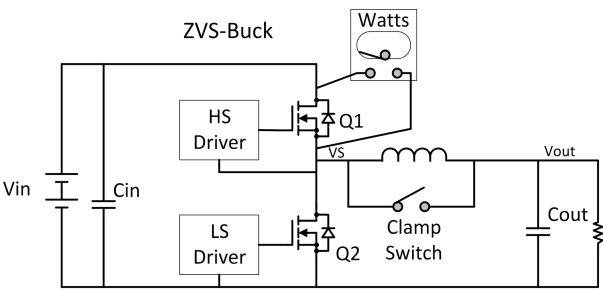 ZVS-Buck
Watts
HS
Driver
Q1
VS
Vout
Vin
Cin
LS
Driver
Q2
Clamp
Switch
Cout